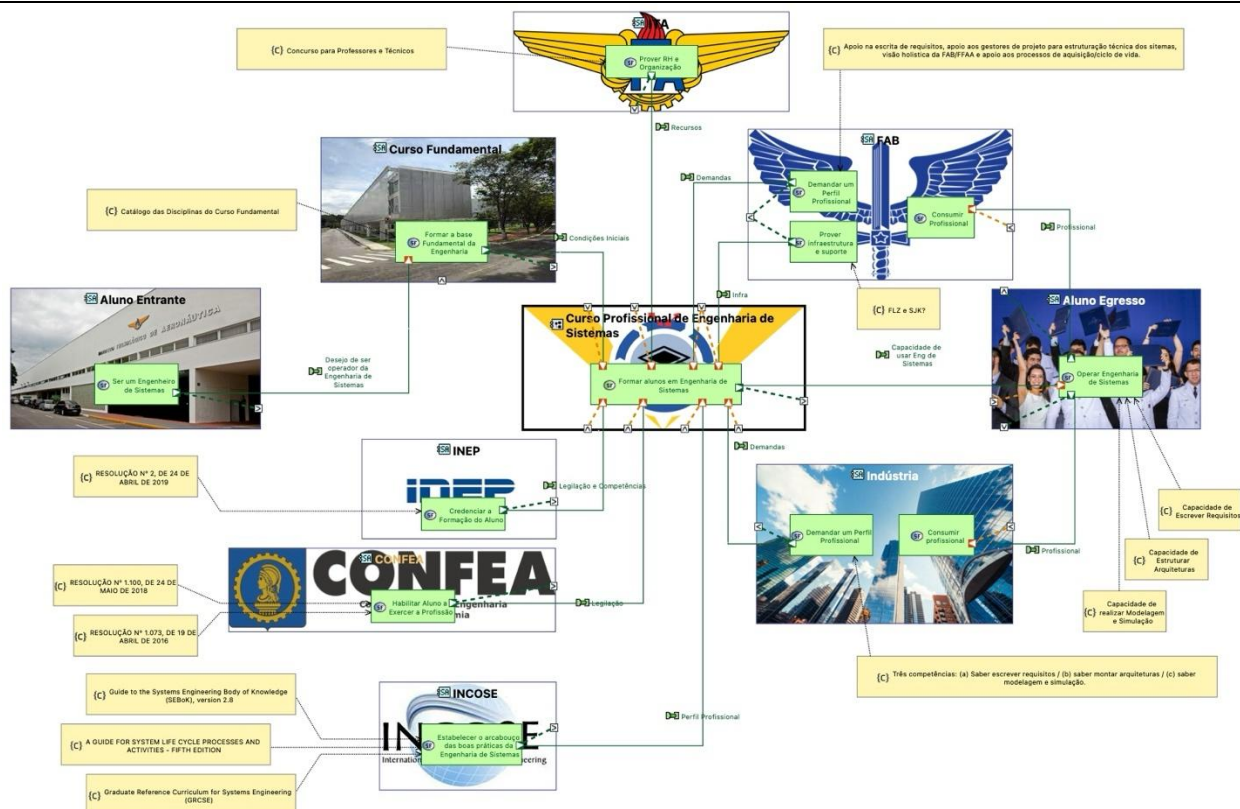 ITA
{c} Concurso para Professores e Técnicos
Prover RH e
Organização
{c} Apoio na escrita de requisitos, apoio aos gestores de projeto para estruturação técnica dos sitemas,
visão holistica da FAB/FFAA e apoio aos processos de aquisição/ciclo de vida.
Recursos
Curso Fundamental
FAB
Demandas
Demandar um
Perfil
Profissional
Consumir
Profissional
{c} Catálogo das Disciplinas do Curso Fundamental
Formar a base
Fundamental da
Engenharia
Condições Iniciais
Prover
infraestrutura
e suporte
Profissional
Infra
{c} FLZ e SJK?
Aluno Entrante
Aluno Egresso
Curso Profissional de Engenharia de
Sistemas
Desejo de ser
operador da
Engenharia de
Sistemas
Capacidade de
usar Eng de
Sistemas
Ser um Engenheiro
de Sistemas
Formar alunos em Engenharia de
Sistemas
Operar Engenharia
de Sistemas
INEP
inep
Demandas
Indústria
{c} RESOLUÇÃO Nº 2, DE 24 DE
ABRIL DE 2019
Legislação e Competências
Credenciar a
Formação do Aluno
Demandar um Perfil
Profissional
Consumir
profissional
{c} Capacidade de
Escrever Requisitos
Profissional
CONFEA
CONFEA
{c} Capacidade de
Estruturar
Arquiteturas
{c} RESOLUÇÃO Nº 1.100, DE 24 DE
MAIO DE 2018
Habilitar Aluno a
Exercer a Profissão
Engenharia
Legislação
{c} Capacidade de
realizar Modelagem
e Simulação
{c} RESOLUÇÃO Nº 1.073, DE 19 DE
ABRIL DE 2016
{c} Três competências: (a) Saber escrever requisitos / (b) saber montar arquiteturas / (c) saber
modelagem e simulação.
{c} Guide to the Systems Engineering Body of Knowledge
(SEBoK), version 2.8
INCOSE
Perfil Profissional
{c} A GUIDE FOR SYSTEM LIFE CYCLE PROCESSES AND
ACTIVITIES - FIFTH EDITION
Estabelecer o arcabouço
das boas práticas da
Engenharia de Sistemas
{c} Graduate Reference Curriculum for Systems Engineering
(GRCSE)